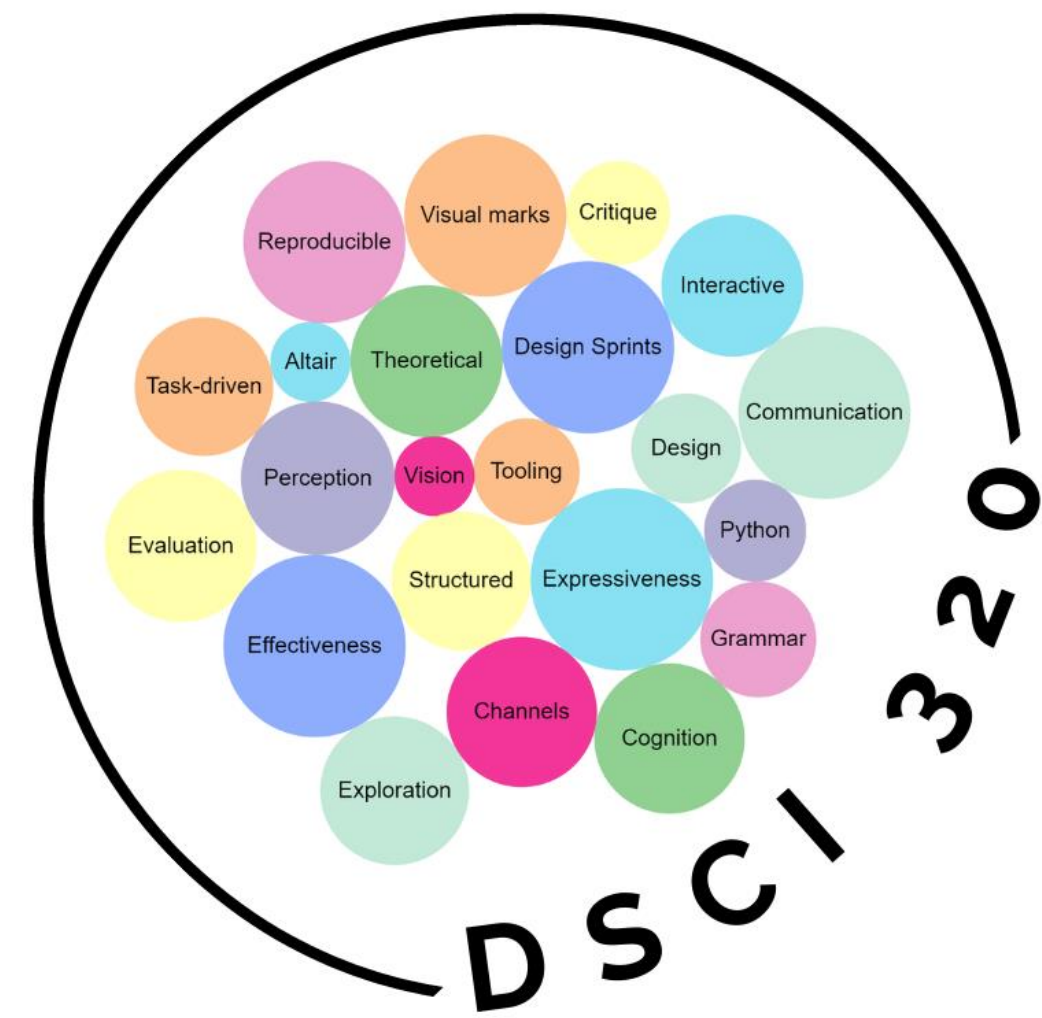 Reproducible
Visual marks
Critique
Interactive
Task-driven
Altair
Theoretical
Design Sprints
Communication
Perception
Vision
Tooling
Design
Evaluation
Structured
Expressiveness
Python
Effectiveness
Grammar
Channels
Cognition
Exploration
DSCI 320